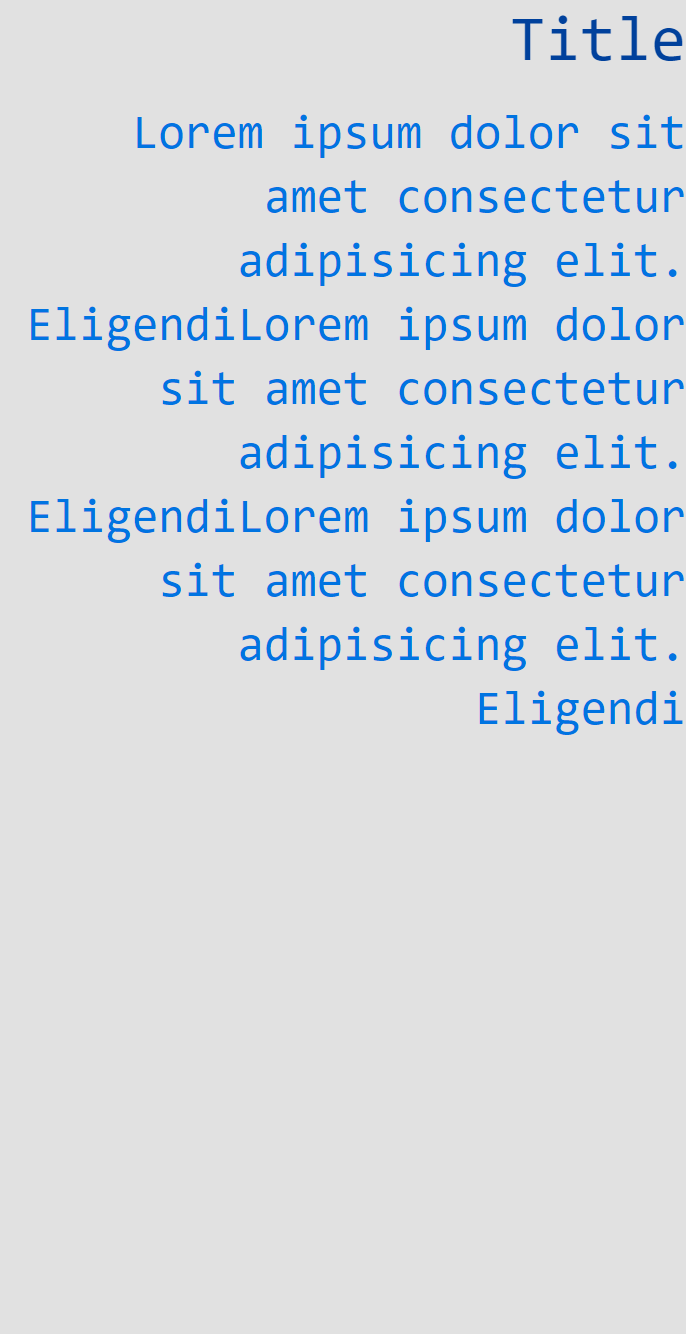 Title
Lorem ipsum dolor sit
amet consectetur
adipisicing elit.
EligendiLorem ipsum dolor
sit amet consectetur
adipisicing elit.
EligendiLorem ipsum dolor
sit amet consectetur
adipisicing elit.
Eligendi